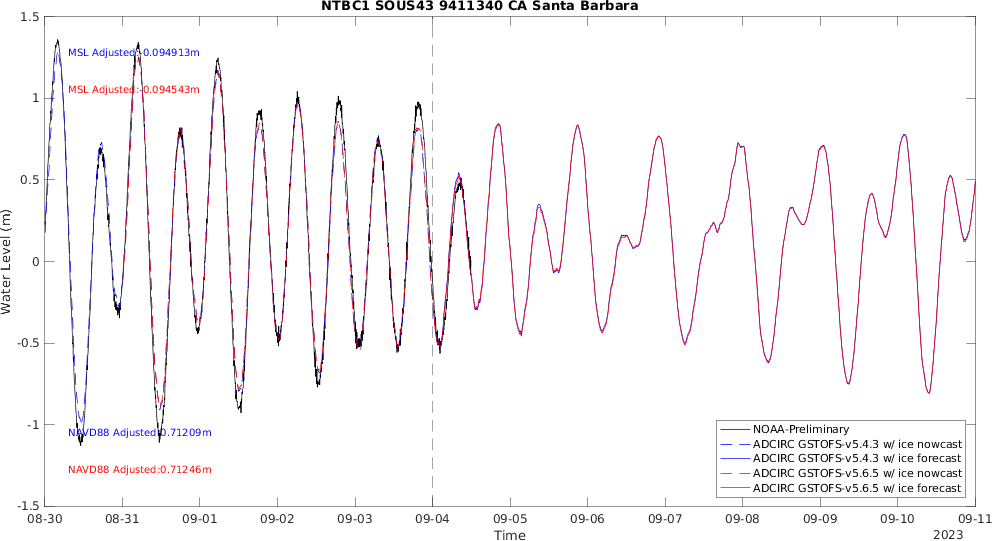 NTBC1 SOUS43 9411340 CA Santa Barbara
1.5
1
0.5
0
-0.5
-1
-1.5
Water Level (m)
MSL Adjusted:-0.094913m
MSL Adjusted:-0.094543m
NAVD88 Adjusted:0.71209m
NAVD88 Adjusted:0.71246m
NOAA-Preliminary
ADCIRC GSTOFS-v5.4.3 w/ ice nowcast
ADCIRC GSTOFS-v5.4.3 w/ ice forecast
ADCIRC GSTOFS-v5.6.5 w/ ice nowcast
ADCIRC GSTOFS-v5.6.5 w/ ice forecast
08-30 08-31 09-01 09-02 09-03 09-04 09-05 09-06 09-07 09-08 09-09 09-10 09-11
Time
2023